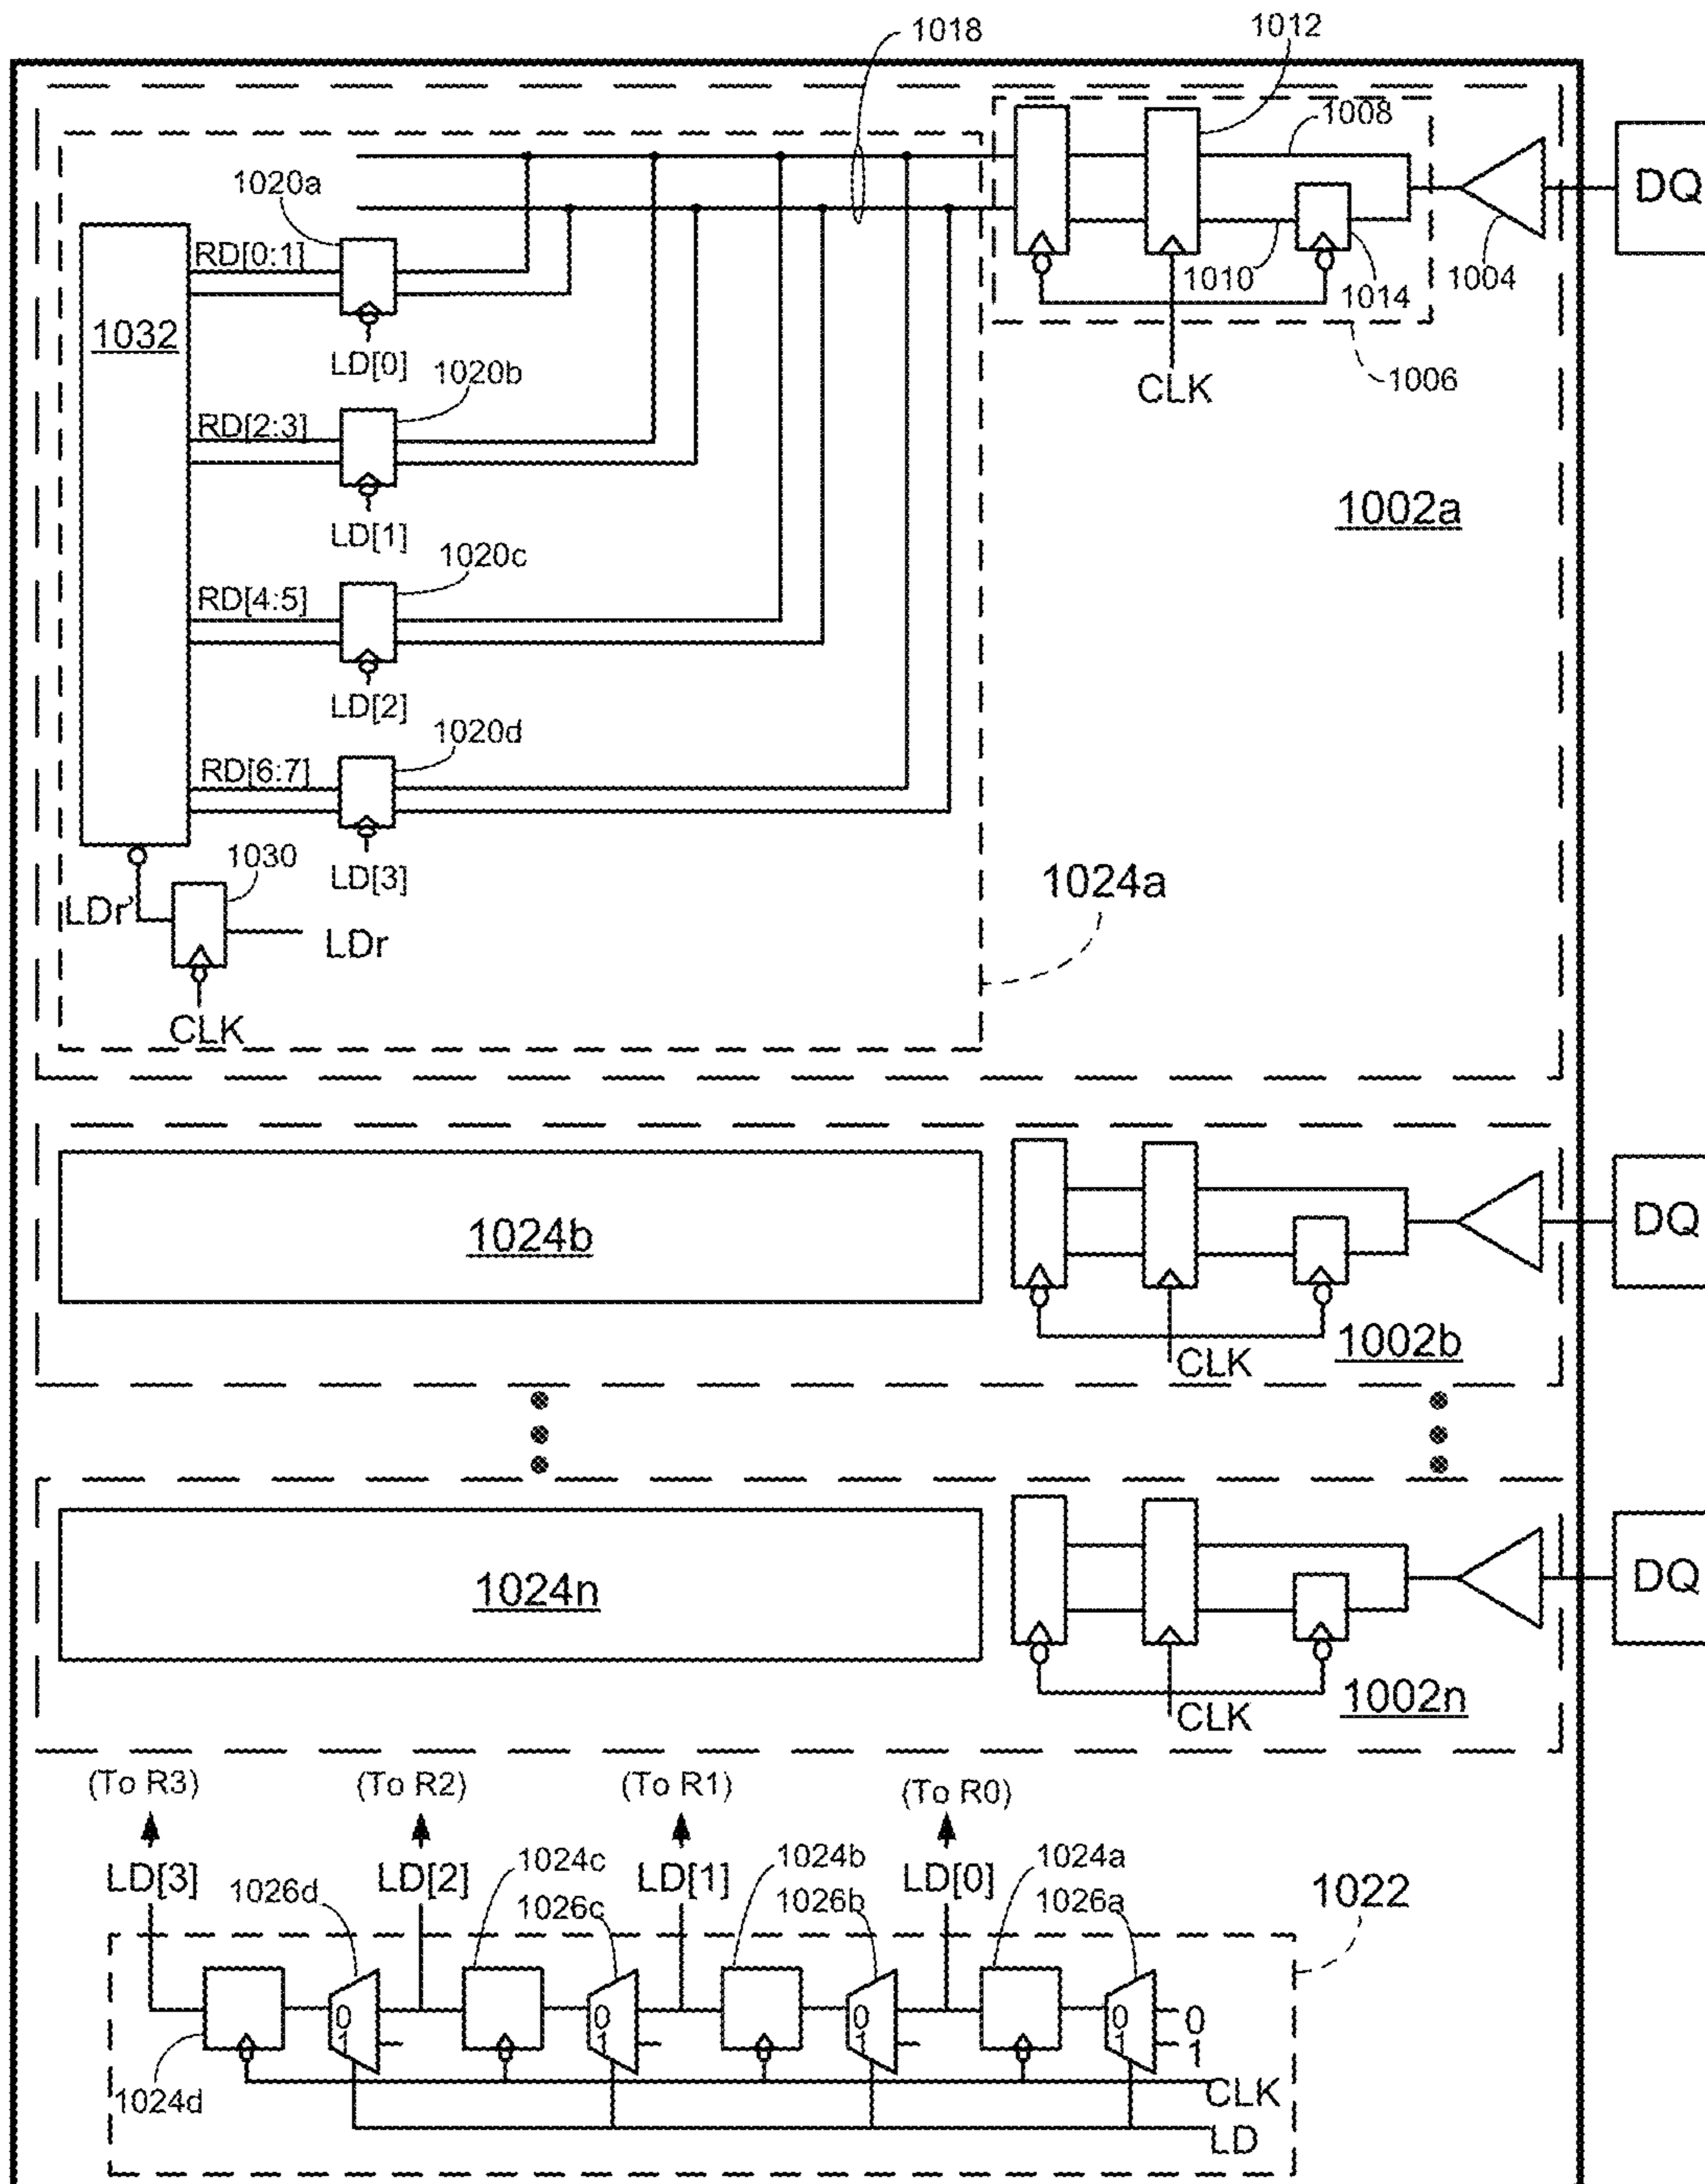 1018
1012
1008
1020a
DQ
RD[0:1]
1010
1014
1004
1032
LD[0]
1020b
CLK
1006
RD[2:3]
1002a
LD[1]
1020c
RD[4:5]
LD[2]
1020d
RD[6:7]
1030
LD[3]
1024a
LDr'
LDr
CLK
1024b
DQ
1002b
CLK
1024n
DQ
1002n
CLK
(To R3)
(To R2)
(To R1)
(To R0)
LD[3]
1026d
LD[2]
1024c
1026c
LD[1]
1024b
1026b
LD[0]
1024a
1026a
1022
0
1
0
1
0
1
0
1
0
1
1024d
CLK
LD